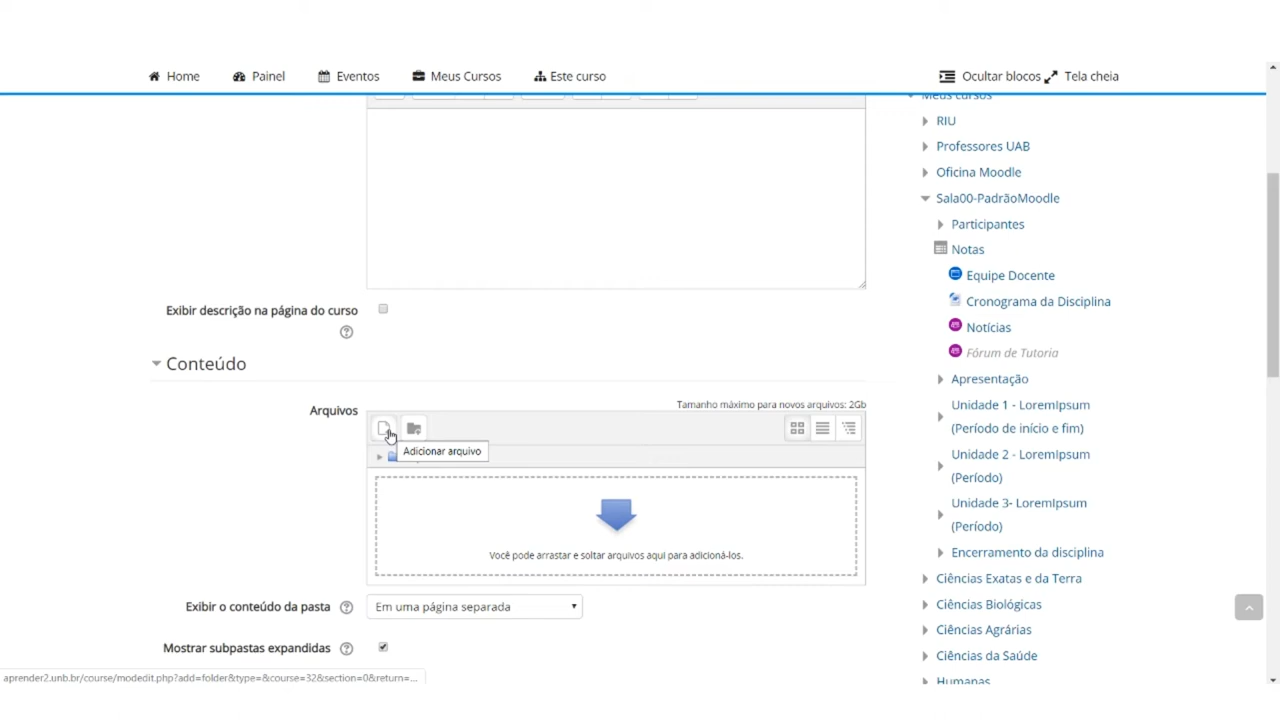 Home Painel Eventos Meus Cursos Este curso Ocultar blocos Tela cheia
Meus cursos
RIU
Professores UAB
Oficina Moodle
Sala00-PadrãoMoodle
Participantes
Notas
Equipe Docente
Cronograma da Disciplina
Notícias
Fórum de Tutoria
Apresentação
Unidade 1 - LoremIpsum
(Período de início e fim)
Unidade 2 - LoremIpsum
(Período)
Unidade 3- LoremIpsum
(Período)
Encerramento da disciplina
Ciências Exatas e da Terra
Ciências Biológicas
Ciências Agrárias
Ciências da Saúde
Humanas
Exibir descrição na página do curso
Conteúdo
Tamanho máximo para novos arquivos: 2Gb
Arquivos
Adicionar arquivo
Você pode arrastar e soltar arquivos aqui para adicioná-los.
Exibir o conteúdo da pasta Em uma página separada
Mostrar subpastas expandidas
aprender2.unb.br/course/modedit.php?add=folder&type=&course=32&section=0&return=...